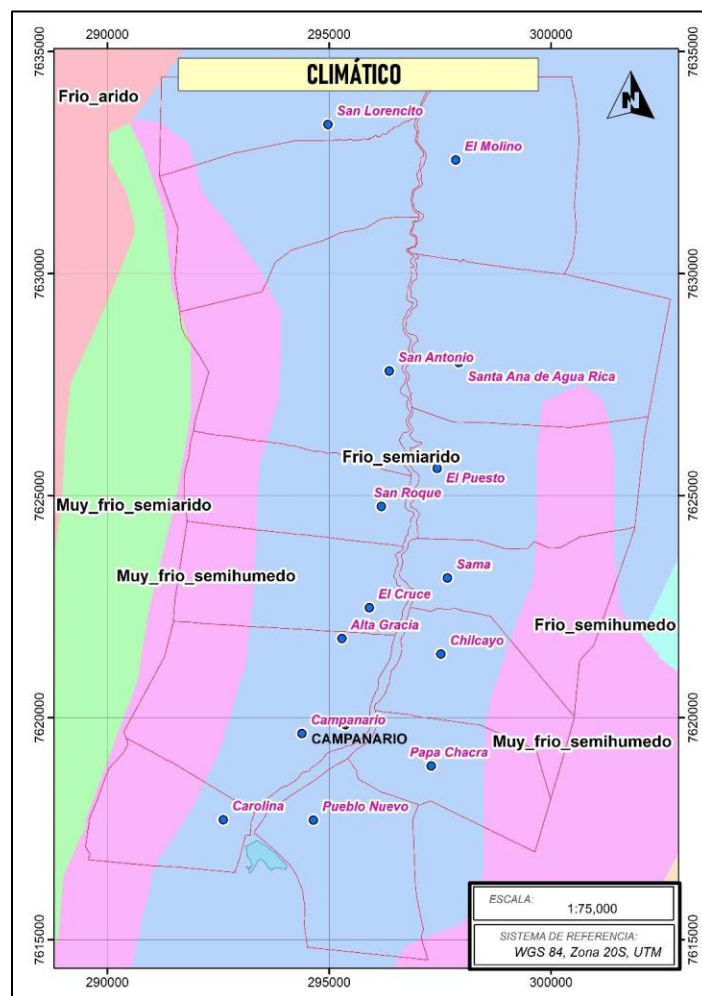 290000 295000 300000
CLIMÁTICO
N
7635000 7635000
Frio_arido
San Lorencito
El Molino
7630000 7630000
San Antonio
Santa Ana de Agua Rica
Frio_semiarido
El Puesto
7625000 7625000
San Roque
Muy_frio_semiarido
Muy_frio_semihumedo
Sama
El Cruce
Alta Gracia
Frio_semihumedo
Chilcayo
7620000 7620000
Campanario
CAMPANARIO
Muy_frio_semihumedo
Papa Chacra
Carolina
Pueblo Nuevo
ESCALA:
1:75,000
SISTEMA DE REFERENCIA:
WGS 84, Zona 20S, UTM
7615000 7615000
290000 295000 300000